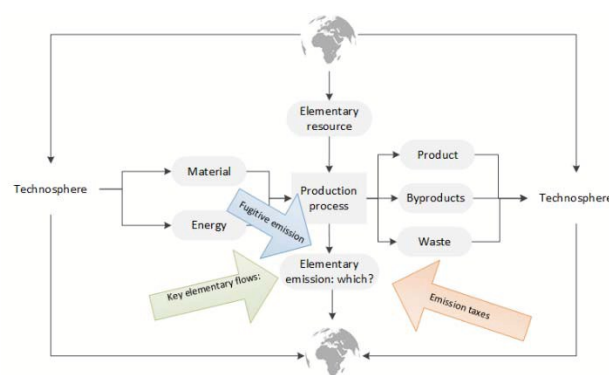 Elementary
resource
Material
Product
Technosphere
Production
process
Byproducts
Technosphere
Energy
Fugitive emission
Waste
Key elementary flows:
Elementary
emission: which?
Emission taxes